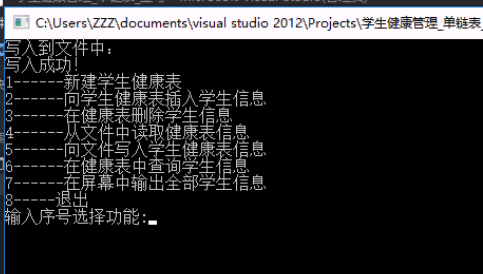 C:\Users\ZZZ\documents\visual studio 2012\Projects\学生健康管理_单链表_
写入到文件中:
写入成功!
1------新建学生健康表
2------向学生健康表插入学生信息
3------在健康表删除学生信息
4------从文件中读取健康表信息
5------向文件写入学生健康表信息
6------在健康表中查询学生信息
7------在屏幕中输出全部学生信息
8-----退出
输入序号选择功能: